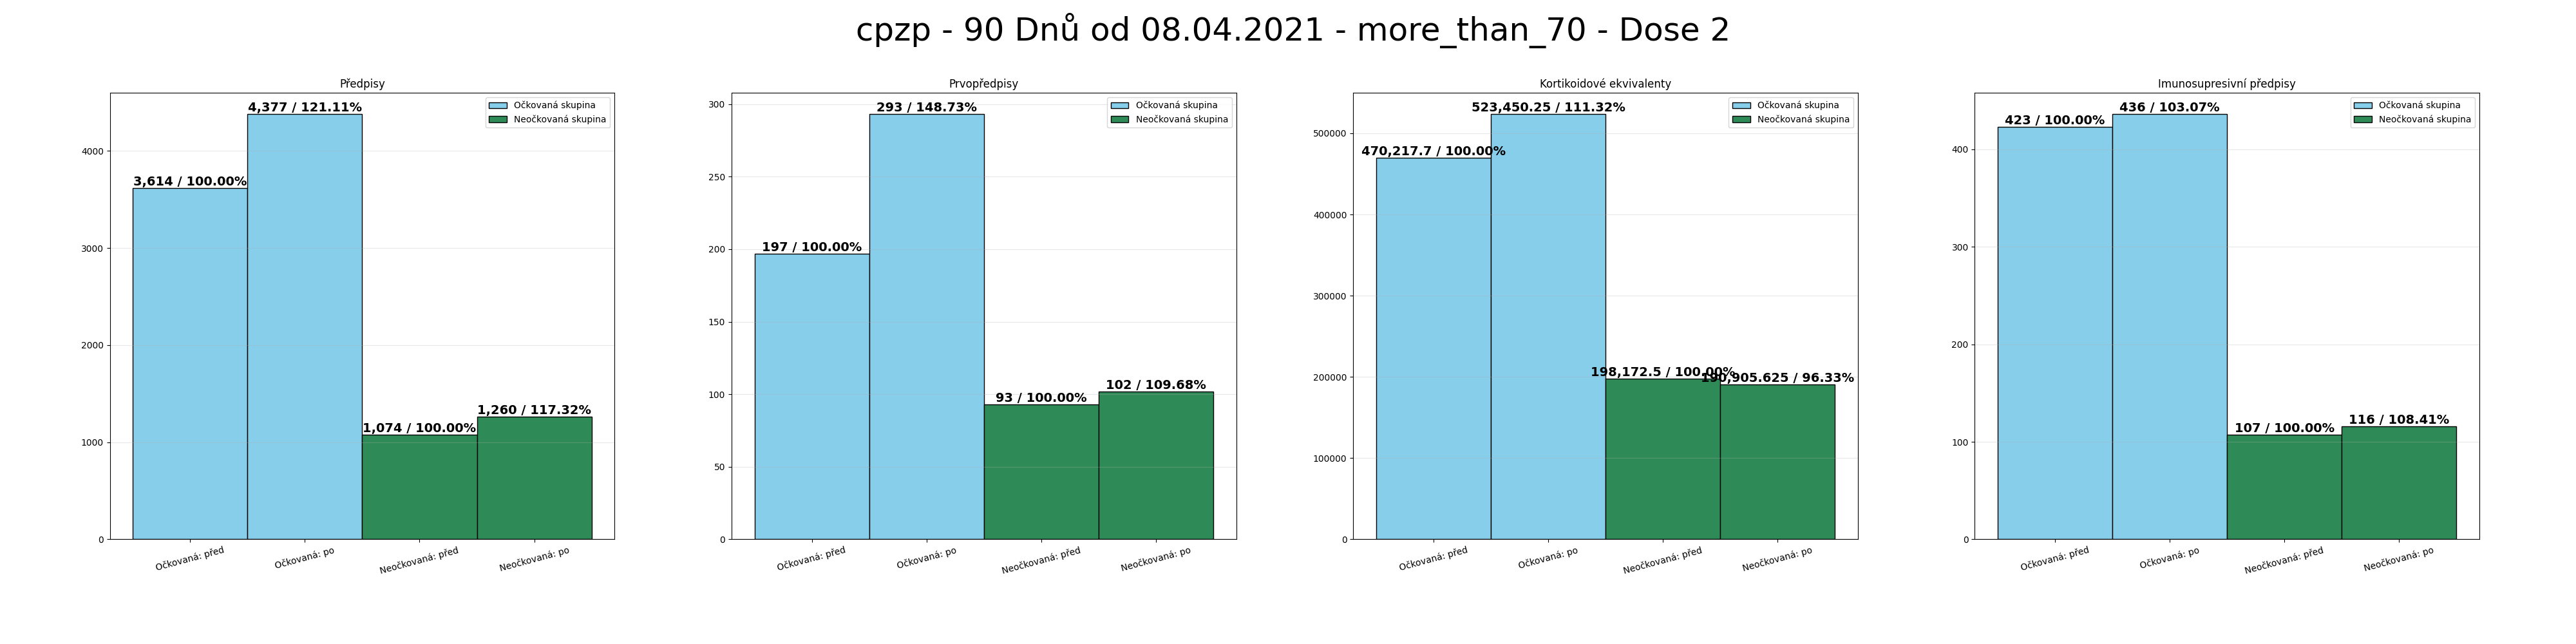 cpzp - 90 Dnů od 08.04.2021 - more_than_70 - Dose 2
Předpisy
4,377 / 121.11%
3,614 / 100.00%
1,074 / 100.00%
1,260 / 117.32%
Očkovaná skupina
Neočkovaná skupina
4000
3000
2000
1000
0
Očkovaná: před
Očkovaná: po
Neočkovaná: před
Neočkovaná: po
Prvopředpisy
293 / 148.73%
197 / 100.00%
93 / 100.00%
102 / 109.68%
Očkovaná skupina
Neočkovaná skupina
300
250
200
150
100
50
0
Očkovaná: před
Očkovaná: po
Neočkovaná: před
Neočkovaná: po
Kortikoidové ekvivalenty
523,450.25 / 111.32%
470,217.7 / 100.00%
198,172.5 / 100.00%
190,905.625 / 96.33%
Očkovaná skupina
Neočkovaná skupina
500000
400000
300000
200000
100000
0
Očkovaná: před
Očkovaná: po
Neočkovaná: před
Neočkovaná: po
Imunosupresivní předpisy
423 / 100.00%
436 / 103.07%
107 / 100.00%
116 / 108.41%
Očkovaná skupina
Neočkovaná skupina
400
300
200
100
0
Očkovaná: před
Očkovaná: po
Neočkovaná: před
Neočkovaná: po